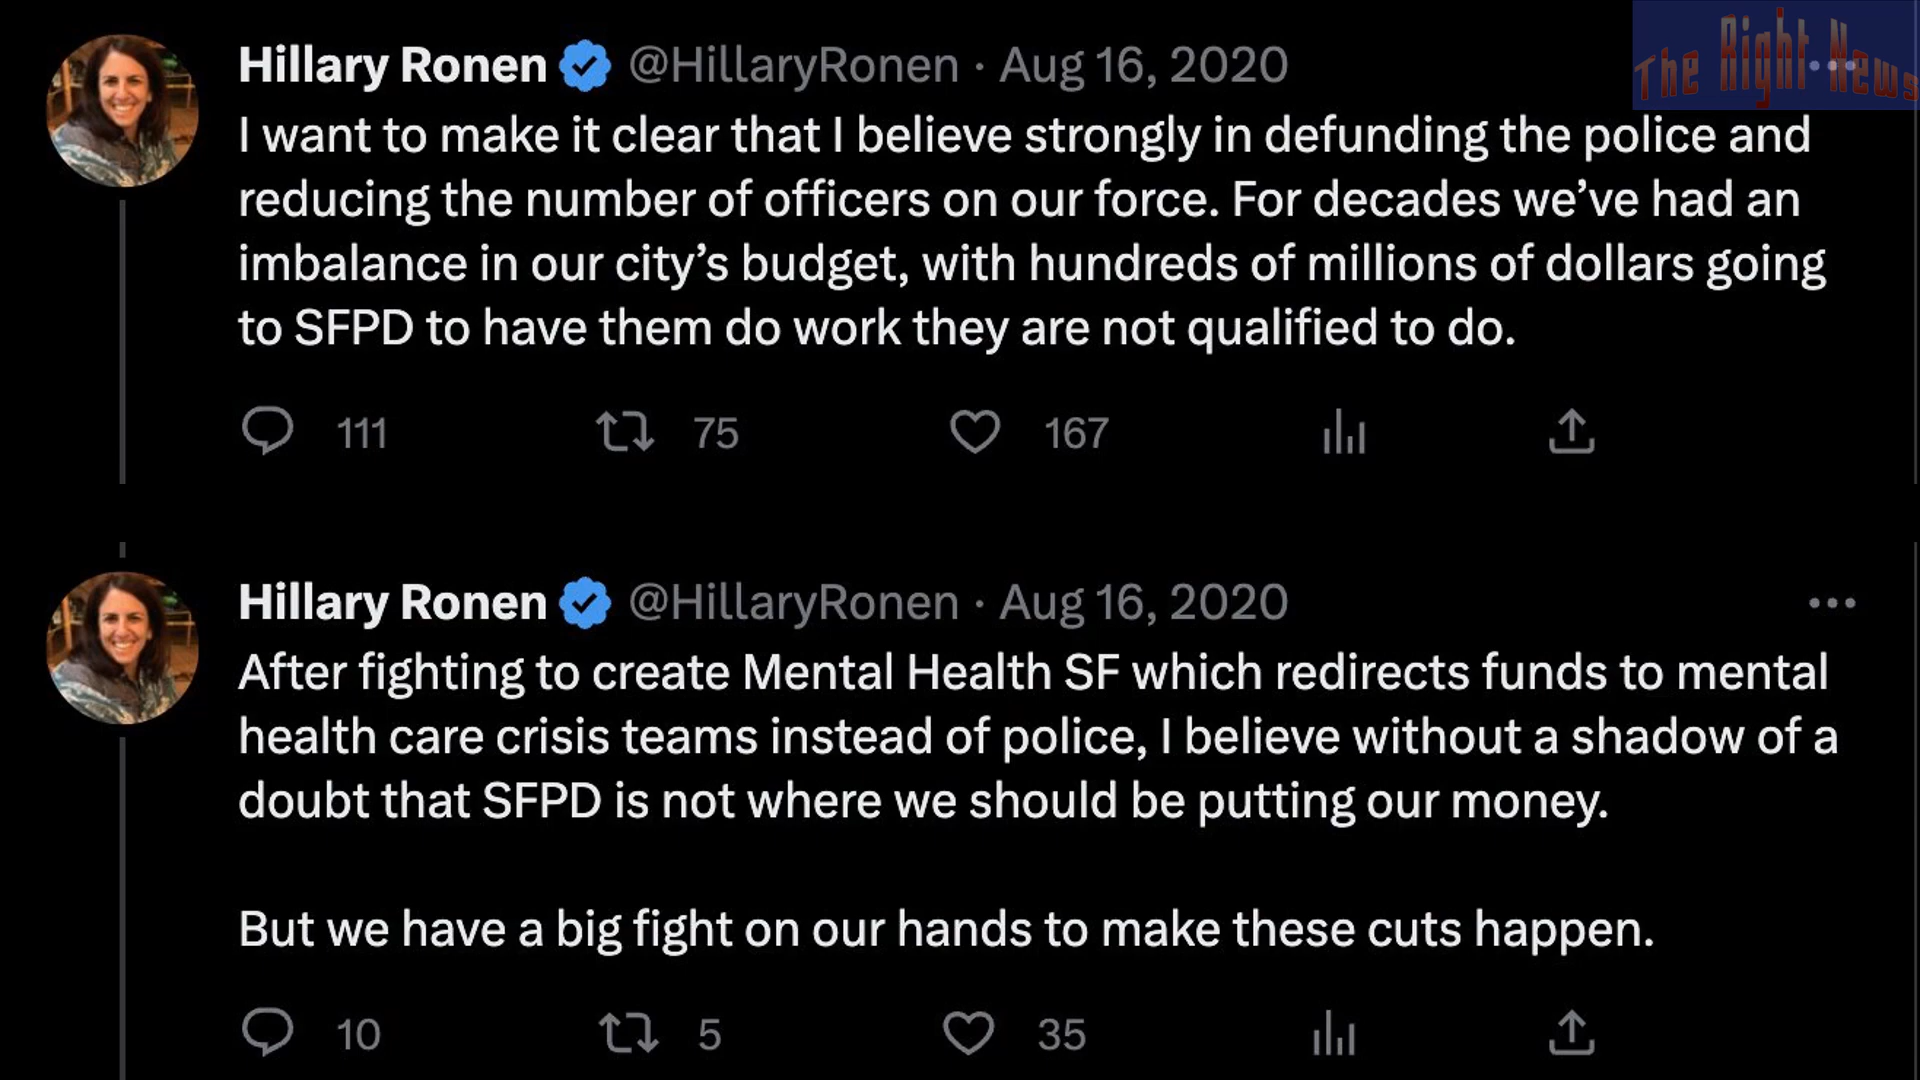 The Right News
Hillary Ronen @HillaryRonen · Aug 16, 2020
I want to make it clear that I believe strongly in defunding the police and
reducing the number of officers on our force. For decades we’ve had an
imbalance in our city’s budget, with hundreds of millions of dollars going
to SFPD to have them do work they are not qualified to do.
111 75 167
Hillary Ronen @HillaryRonen · Aug 16, 2020
After fighting to create Mental Health SF which redirects funds to mental
health care crisis teams instead of police, I believe without a shadow of a
doubt that SFPD is not where we should be putting our money.
But we have a big fight on our hands to make these cuts happen.
10 5 35